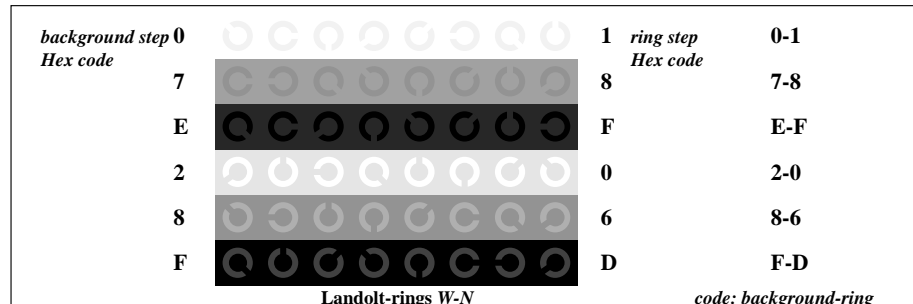 background step 0 1 ring step 0-1
Hex code Hex code
7 8 7-8
E F E-F
2 0 2-0
8 6 8-6
F D F-D
Landolt-rings W-N code: background-ring